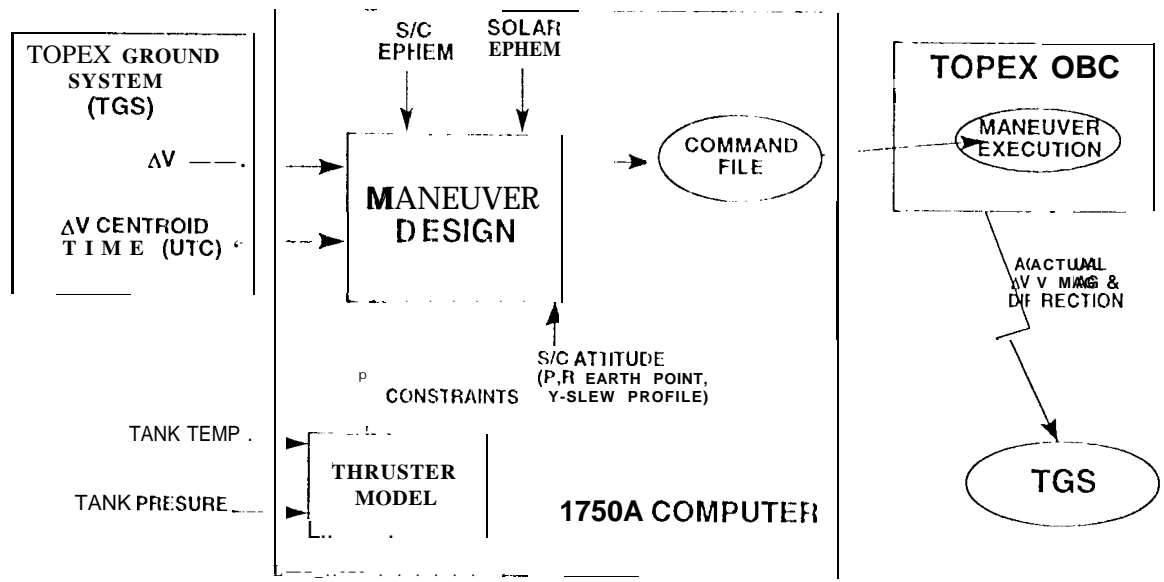 TOPEX GROUND
SYSTEM
(TGS)
ΔV
ΔV CENTROID
TIME (UTC)
S/C
EPHEM
SOLAR
EPHEM
MANEUVER
DESIGN
COMMAND
FILE
TOPEX OBC
MANEUVER
EXECUTION
ACTUAL
ΔV MAG &
DIRECTION
S/C ATTITUDE
(P,R EARTH POINT,
Y-SLEW PROFILE)
p
CONSTRAINTS
TANK TEMP .
TANK PRESURE
THRUSTER
MODEL
1750A COMPUTER
TGS